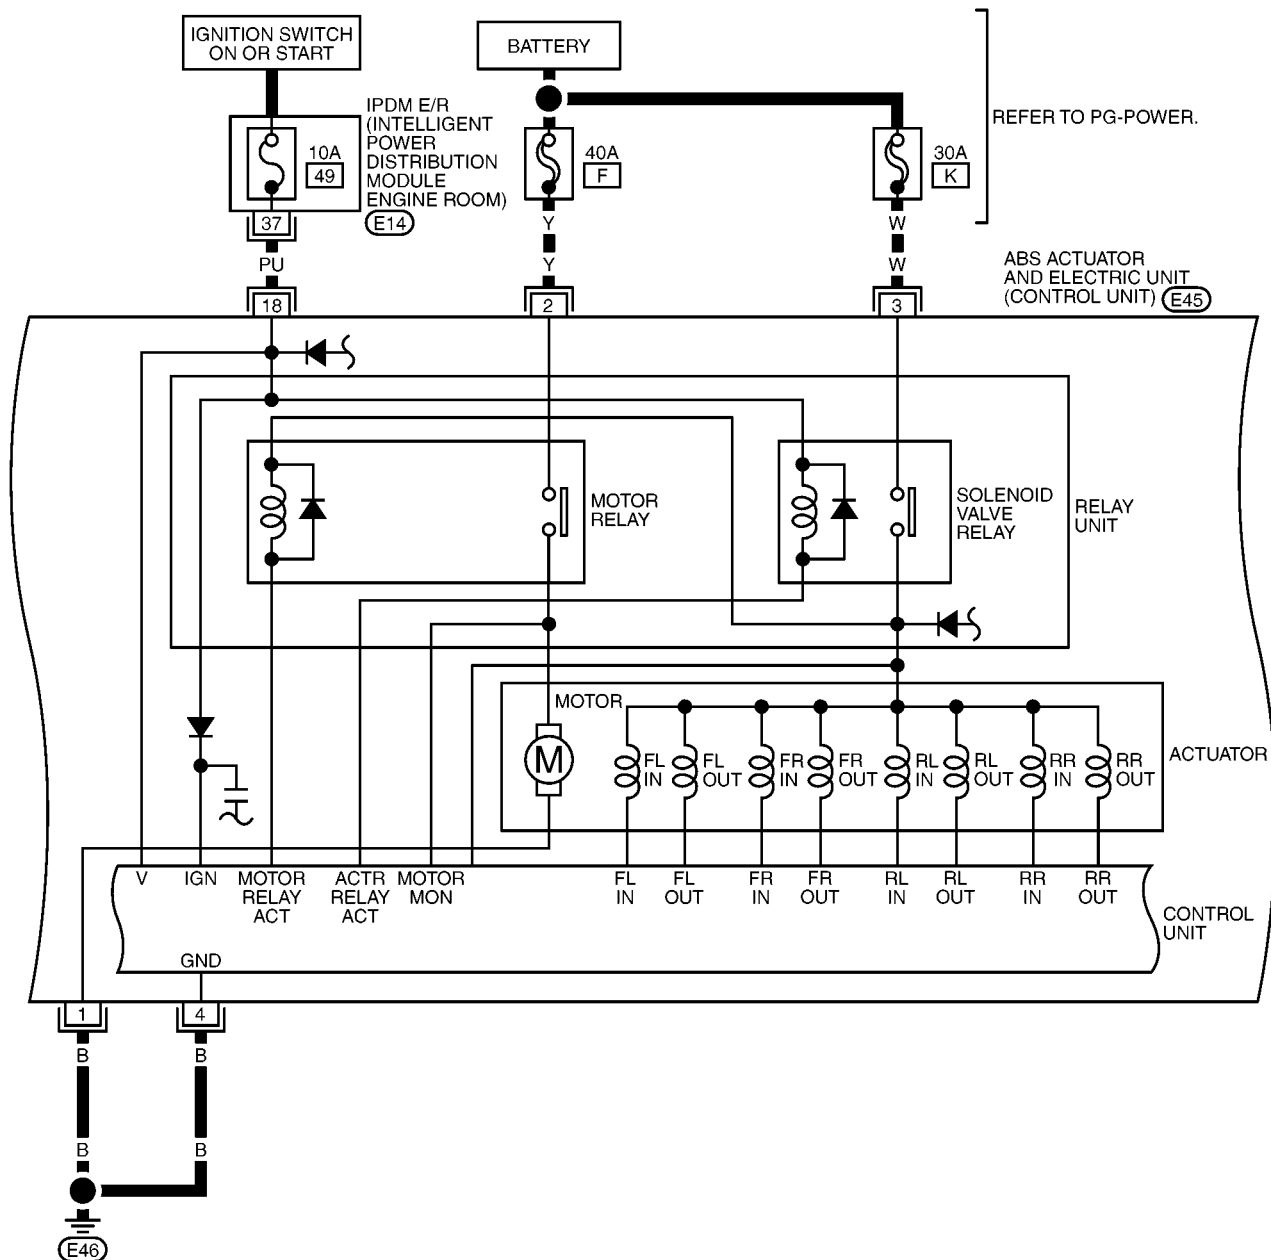 IGNITION SWITCH
ON OR START
BATTERY
REFER TO PG-POWER.
IPDM E/R
(INTELLIGENT
POWER
DISTRIBUTION
MODULE
ENGINE ROOM)
E14
10A
49
40A
F
30A
K
37
PU
Y
Y
W
W
18
2
3
ABS ACTUATOR
AND ELECTRIC UNIT
(CONTROL UNIT)
E45
MOTOR
RELAY
SOLENOID
VALVE
RELAY
RELAY
UNIT
MOTOR
M
FL
IN
FL
OUT
FR
IN
FR
OUT
RL
IN
RL
OUT
RR
IN
RR
OUT
ACTUATOR
V
IGN
MOTOR
RELAY
ACT
ACTR
RELAY
ACT
MOTOR
MON
FL
IN
FL
OUT
FR
IN
FR
OUT
RL
IN
RL
OUT
RR
IN
RR
OUT
CONTROL
UNIT
GND
1
4
B
B
B
B
E46